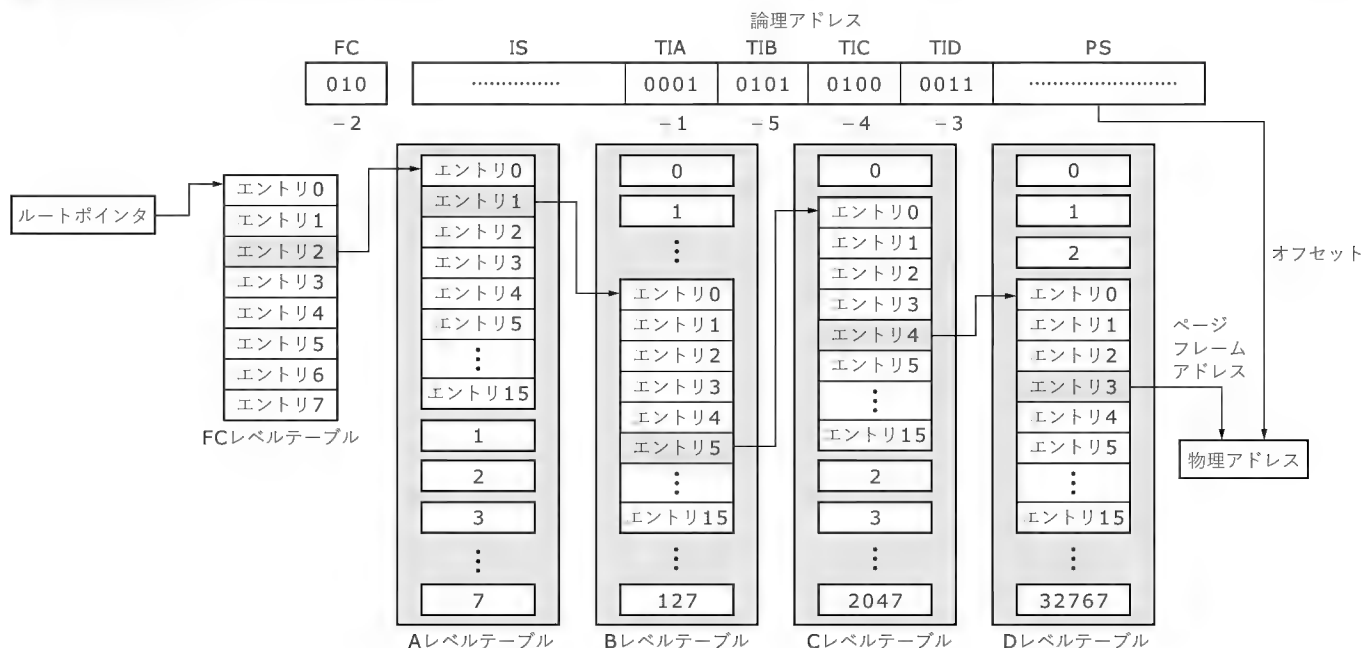 論理アドレス
FC IS TIA TIB TIC TID PS
010 …………… 0001 0101 0100 0011 ……………………
−2 −1 −5 −4 −3
ルートポインタ
エントリ0
エントリ1
エントリ2
エントリ3
エントリ4
エントリ5
エントリ6
エントリ7
FCレベルテーブル
エントリ0
エントリ1
エントリ2
エントリ3
エントリ4
エントリ5
⋮
エントリ15
1
2
3
⋮
7
Aレベルテーブル
0
1
⋮
エントリ0
エントリ1
エントリ2
エントリ3
エントリ4
エントリ5
⋮
エントリ15
⋮
127
Bレベルテーブル
0
エントリ0
エントリ1
エントリ2
エントリ3
エントリ4
エントリ5
⋮
エントリ15
2
3
⋮
2047
Cレベルテーブル
0
1
2
エントリ0
エントリ1
エントリ2
エントリ3
エントリ4
エントリ5
⋮
エントリ15
⋮
32767
Dレベルテーブル
オフセット
ページ
フレーム
アドレス
物理アドレス